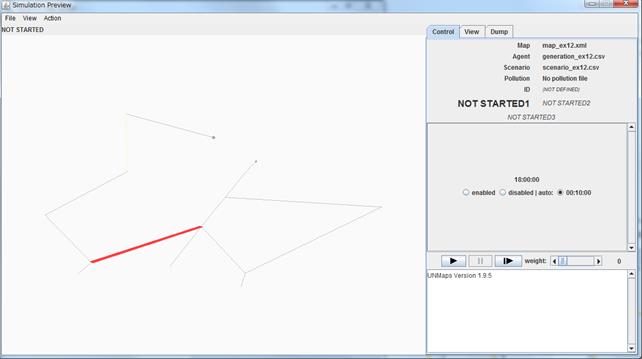 Simulation Preview
File View Action
NOT STARTED
Control View Dump
Map map_ex12.xml
Agent generation_ex12.csv
Scenario scenario_ex12.csv
Pollution No pollution file
ID (NOT DEFINED)
NOT STARTED1 NOT STARTED2
NOT STARTED3
18:00:00
enabled disabled | auto: 00:10:00
weight: 0
UNMaps Version 1.9.5